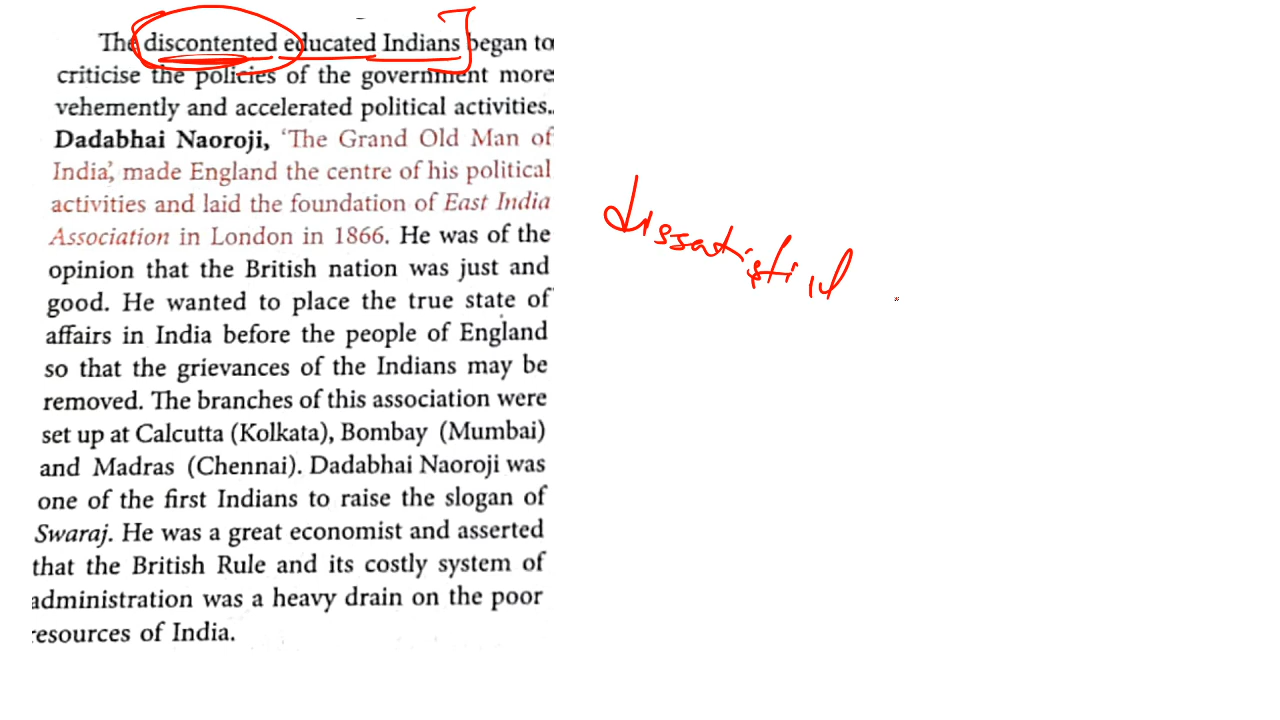 The discontented educated Indians began to
criticise the policies of the government more
vehemently and accelerated political activities.
Dadabhai Naoroji, 'The Grand Old Man of
India', made England the centre of his political
activities and laid the foundation of East India
Association in London in 1866. He was of the
opinion that the British nation was just and
good. He wanted to place the true state of
affairs in India before the people of England
so that the grievances of the Indians may be
removed. The branches of this association were
set up at Calcutta (Kolkata), Bombay (Mumbai)
and Madras (Chennai). Dadabhai Naoroji was
one of the first Indians to raise the slogan of
Swaraj. He was a great economist and asserted
that the British Rule and its costly system of
administration was a heavy drain on the poor
resources of India.
dissatisfied